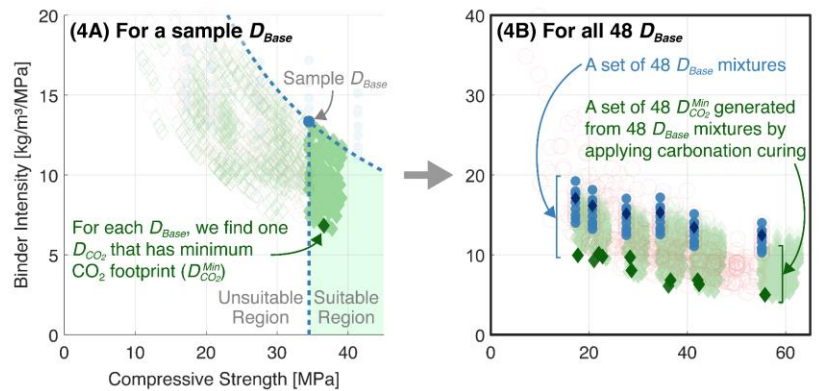 (4A) For a sample D_Base
20
15
10
5
0
Binder Intensity [kg/m³/MPa]
Sample D_Base
For each D_Base, we find one
D_CO₂ that has minimum
CO₂ footprint (D_CO₂^Min)
Unsuitable
Region
Suitable
Region
0
10
20
30
40
Compressive Strength [MPa]
(4B) For all 48 D_Base
40
30
20
10
0
A set of 48 D_Base mixtures
A set of 48 D_CO₂^Min generated
from 48 D_Base mixtures by
applying carbonation curing
20
40
60